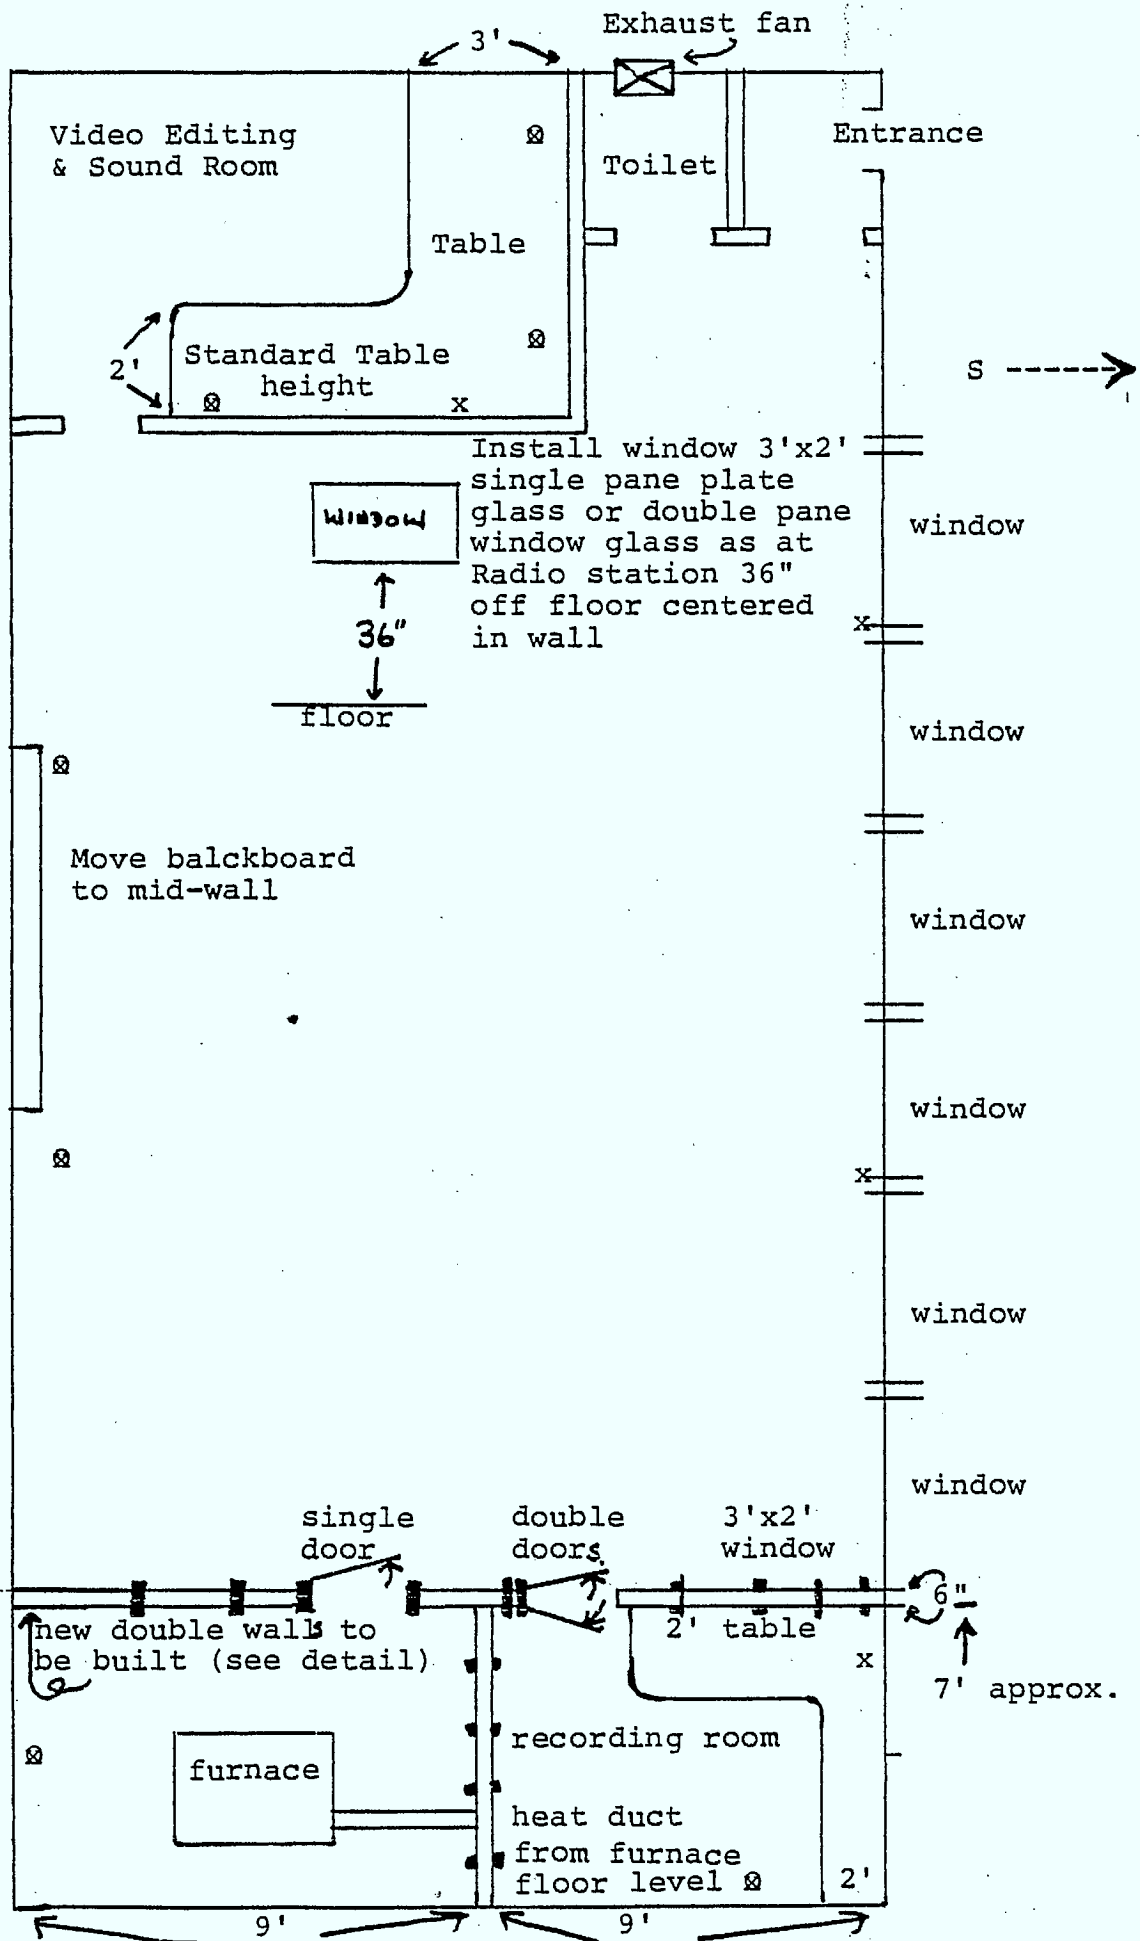 3'
Exhaust fan
Video Editing
& Sound Room
Toilet
Entrance
Table
2'
Standard Table
height
x
S
Install window 3'x2'
single pane plate
glass or double pane
window glass as at
Radio station 36"
off floor centered
in wall
WINDOW
36"
floor
window
x
window
Move balckboard
to mid-wall
window
window
x
window
window
single
door
double
doors.
3'x2'
window
6"
new double walls to
be built (see detail)
2' table
x
7' approx.
furnace
recording room
heat duct
from furnace
floor level
2'
9'
9'